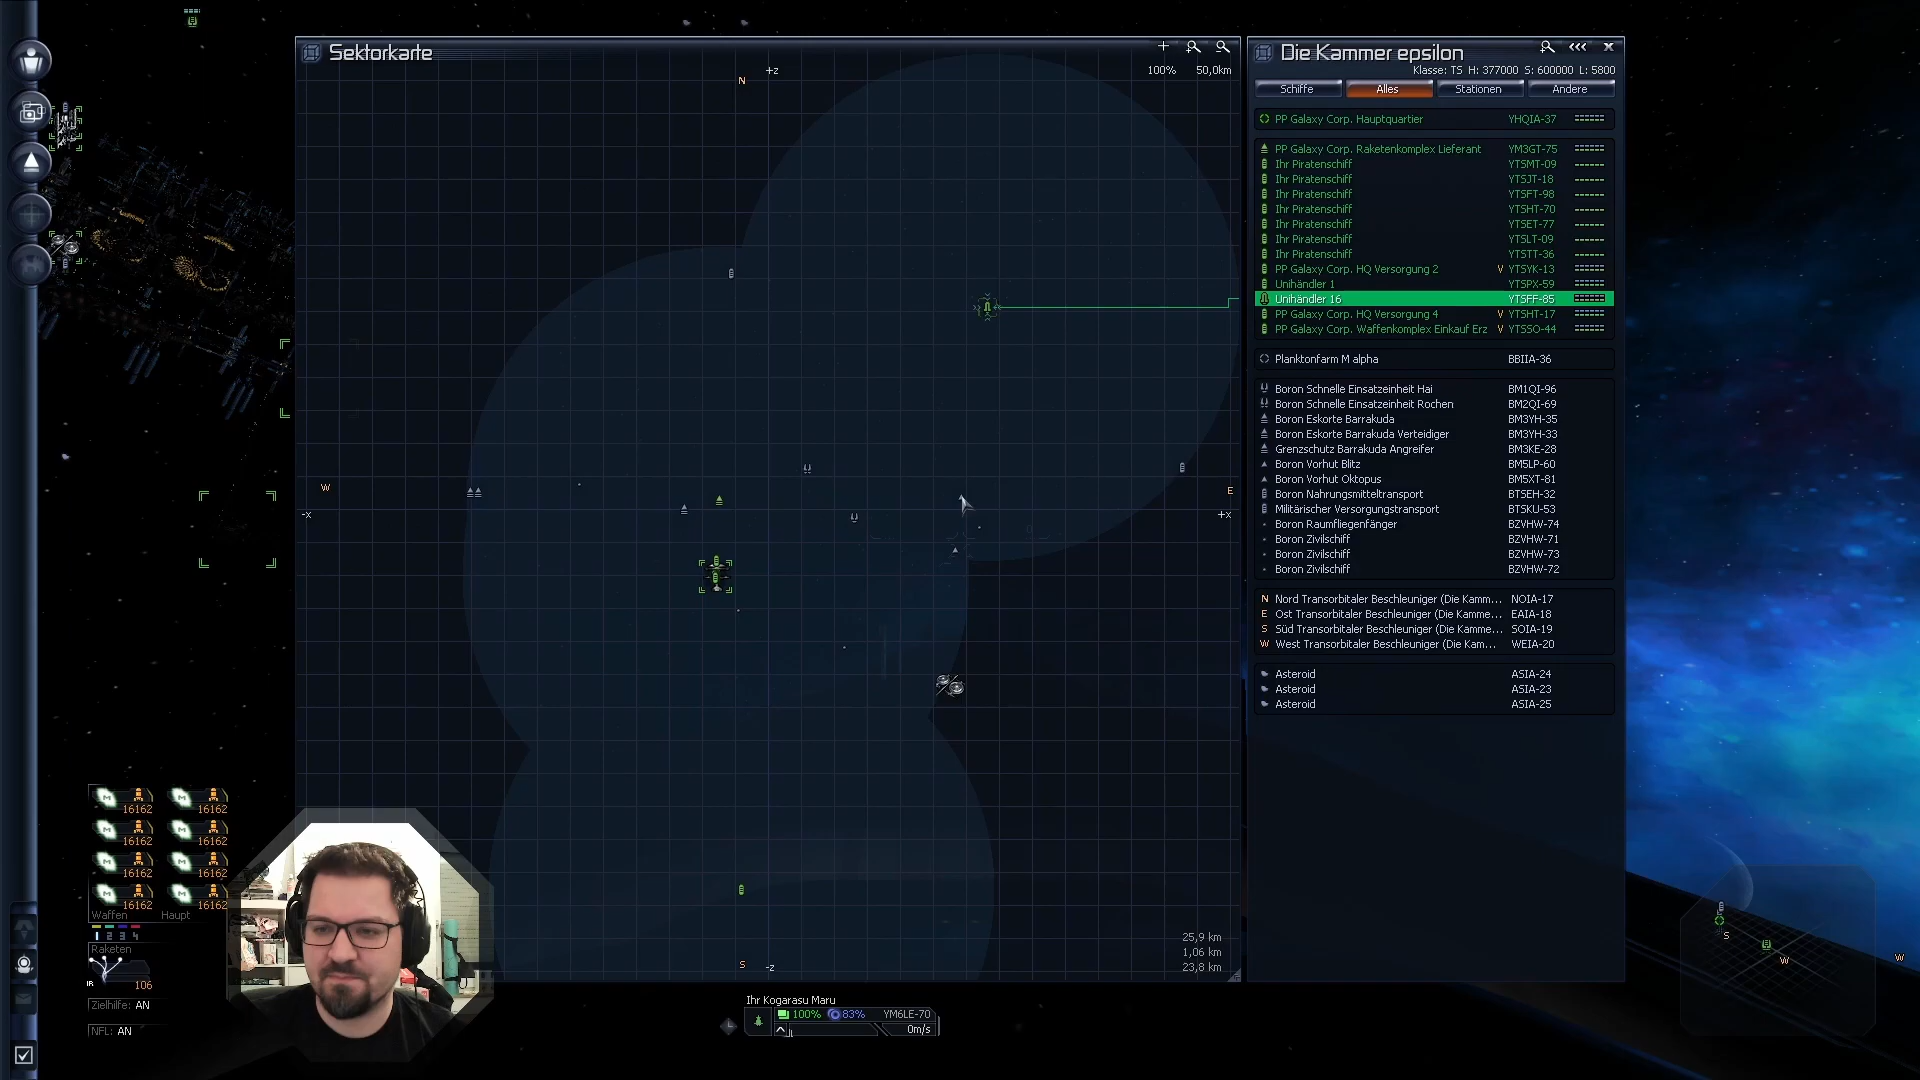 Sektorkarte
100% 50,0km
+z
N
W
-x
E
+x
S
-z
25,9 km
1,06 km
23,8 km
Die Kammer epsilon
Klasse: TS H: 377000 S: 600000 L: 5800
Schiffe Alles Stationen Andere
PP Galaxy Corp. Hauptquartier YHQIA-37
PP Galaxy Corp. Raketenkomplex Lieferant YM3GT-75
Ihr Piratenschiff YTSMT-09
Ihr Piratenschiff YTSJT-18
Ihr Piratenschiff YTSFT-98
Ihr Piratenschiff YTSHT-70
Ihr Piratenschiff YTSET-77
Ihr Piratenschiff YTSLT-09
Ihr Piratenschiff YTSTT-36
PP Galaxy Corp. HQ Versorgung 2 V YTSYK-13
Unihändler 1 YTSPX-59
Unihändler 16 YTSFF-85
PP Galaxy Corp. HQ Versorgung 4 V YTSHT-17
PP Galaxy Corp. Waffenkomplex Einkauf Erz V YTSSO-44
Planktonfarm M alpha BBIIA-36
Boron Schnelle Einsatzeinheit Hai BM1QI-96
Boron Schnelle Einsatzeinheit Rochen BM2QI-69
Boron Eskorte Barrakuda BM3YH-35
Boron Eskorte Barrakuda Verteidiger BM3YH-33
Grenzschutz Barrakuda Angreifer BM3KE-28
Boron Vorhut Blitz BM5LP-60
Boron Vorhut Oktopus BM5XT-81
Boron Nahrungsmitteltransport BTSEH-32
Militärischer Versorgungstransport BTSKU-53
Boron Raumfliegenfänger BZVHW-74
Boron Zivilschiff BZVHW-71
Boron Zivilschiff BZVHW-73
Boron Zivilschiff BZVHW-72
N Nord Transorbitaler Beschleuniger (Die Kamm... NOIA-17
E Ost Transorbitaler Beschleuniger (Die Kamme... EAIA-18
S Süd Transorbitaler Beschleuniger (Die Kamme... SOIA-19
W West Transorbitaler Beschleuniger (Die Kam... WEIA-20
Asteroid ASIA-24
Asteroid ASIA-23
Asteroid ASIA-25
16162 16162
16162 16162
16162 16162
16162 16162
Waffen Haupt
1 2 3 4
Raketen
IR 106
Zielhilfe: AN
NFL: AN
Ihr Kogarasu Maru
100% 83% YM6LE-70
0m/s
S
W
W